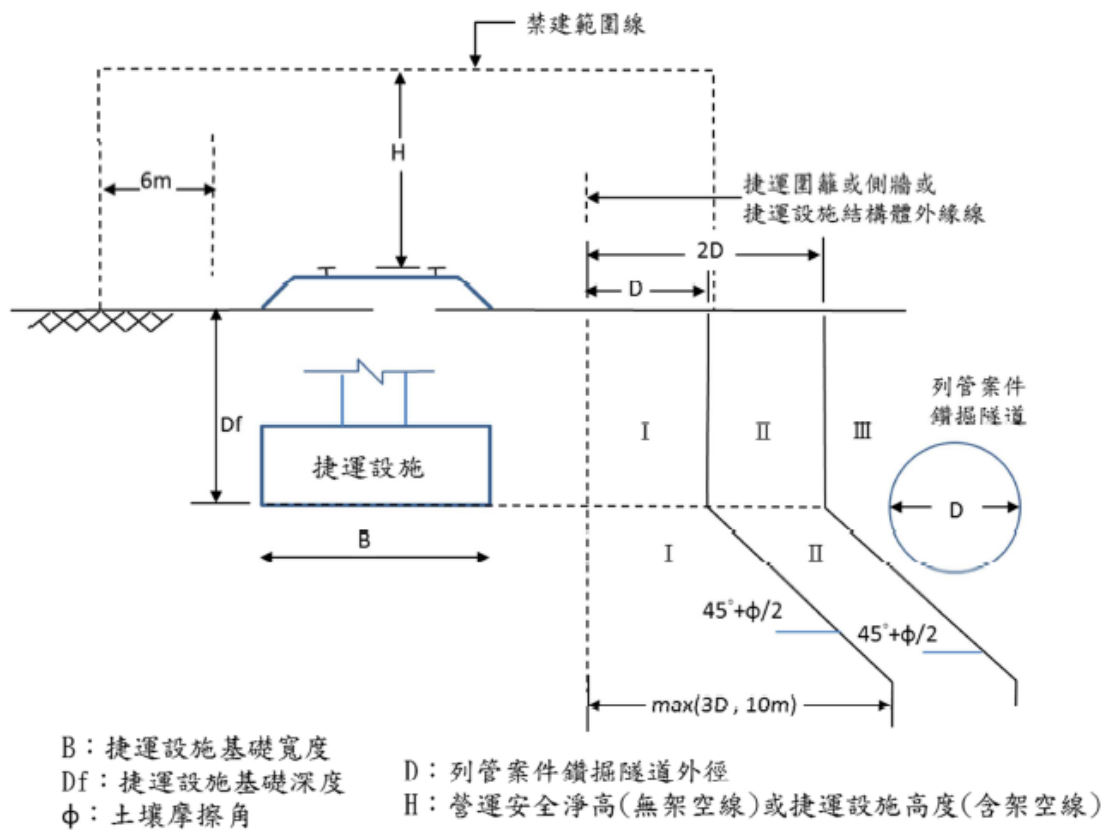 禁建範圍線
H
6m
捷運圍籬或側牆或
捷運設施結構體外緣線
2D
D
列管案件
鑽掘隧道
Df
I
II
III
捷運設施
D
B
I
II
45°+ϕ/2
45°+ϕ/2
max(3D , 10m)
B：捷運設施基礎寬度
Df：捷運設施基礎深度
ϕ：土壤摩擦角
D：列管案件鑽掘隧道外徑
H：營運安全淨高(無架空線)或捷運設施高度(含架空線)